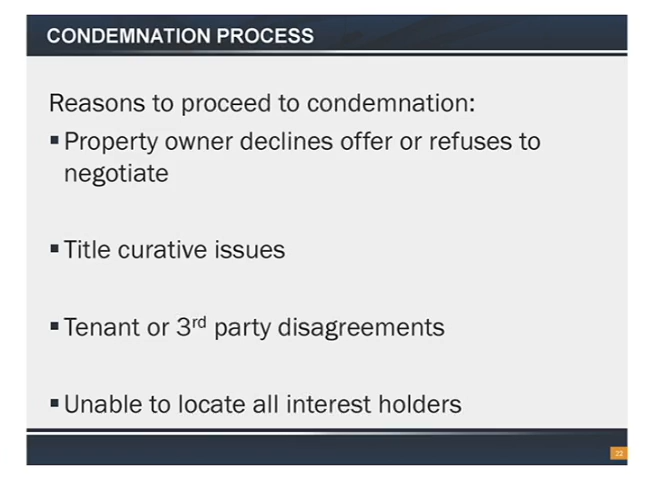 CONDEMNATION PROCESS
Reasons to proceed to condemnation:
▪Property owner declines offer or refuses to
negotiate
▪Title curative issues
▪Tenant or 3rd party disagreements
▪Unable to locate all interest holders
22